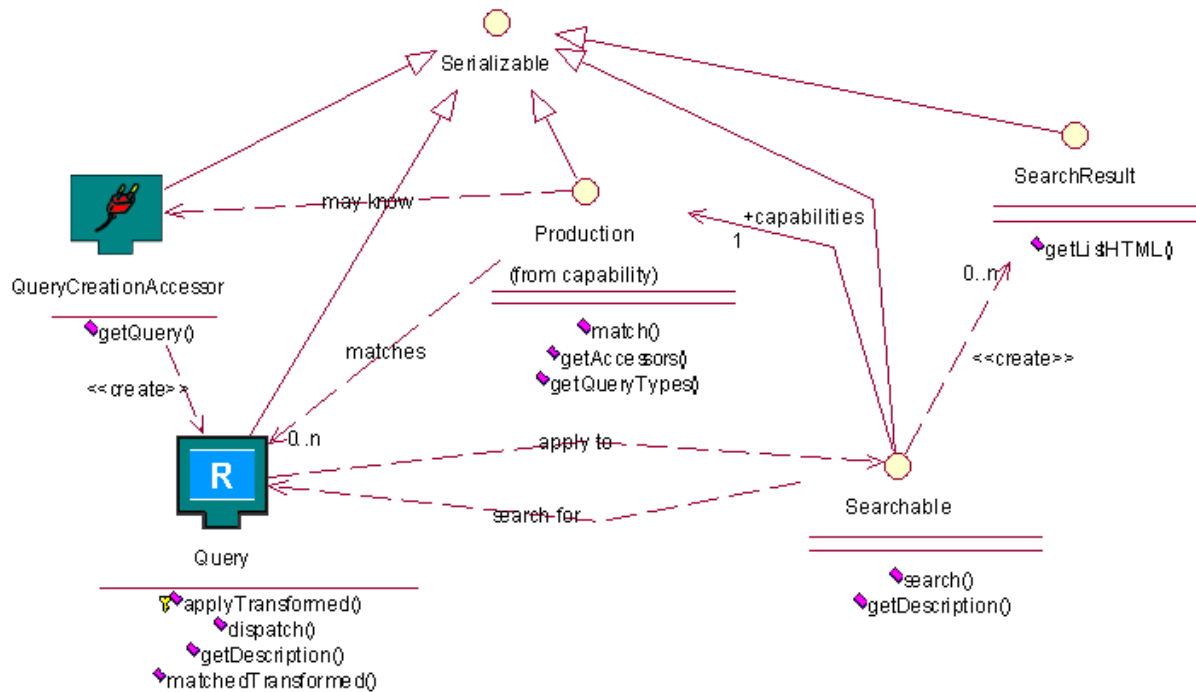 Serializable
SearchResult
getListHTML()
may know
+capabilities
1
Production
(from capability)
match()
getAccessors()
getQueryTypes()
QueryCreationAccessor
getQuery()
<<create>>
matches
0..n
<<create>>
0..n
R
apply to
search for
Searchable
search()
getDescription()
Query
applyTransformed()
dispatch()
getDescription()
matchedTransformed()